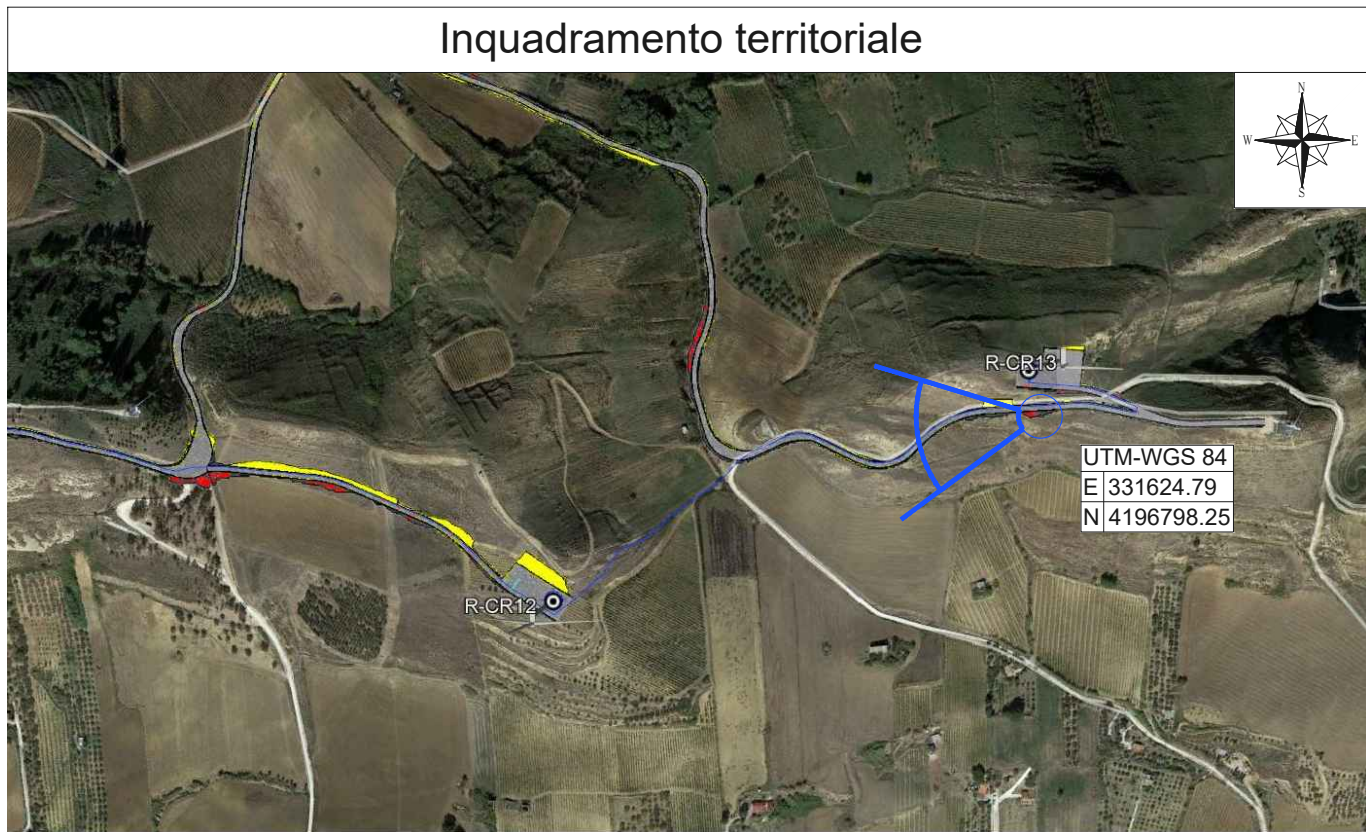 Inquadramento territoriale
N
W E
S
R-CR13
UTM-WGS 84
E 331624.79
N 4196798.25
R-CR12